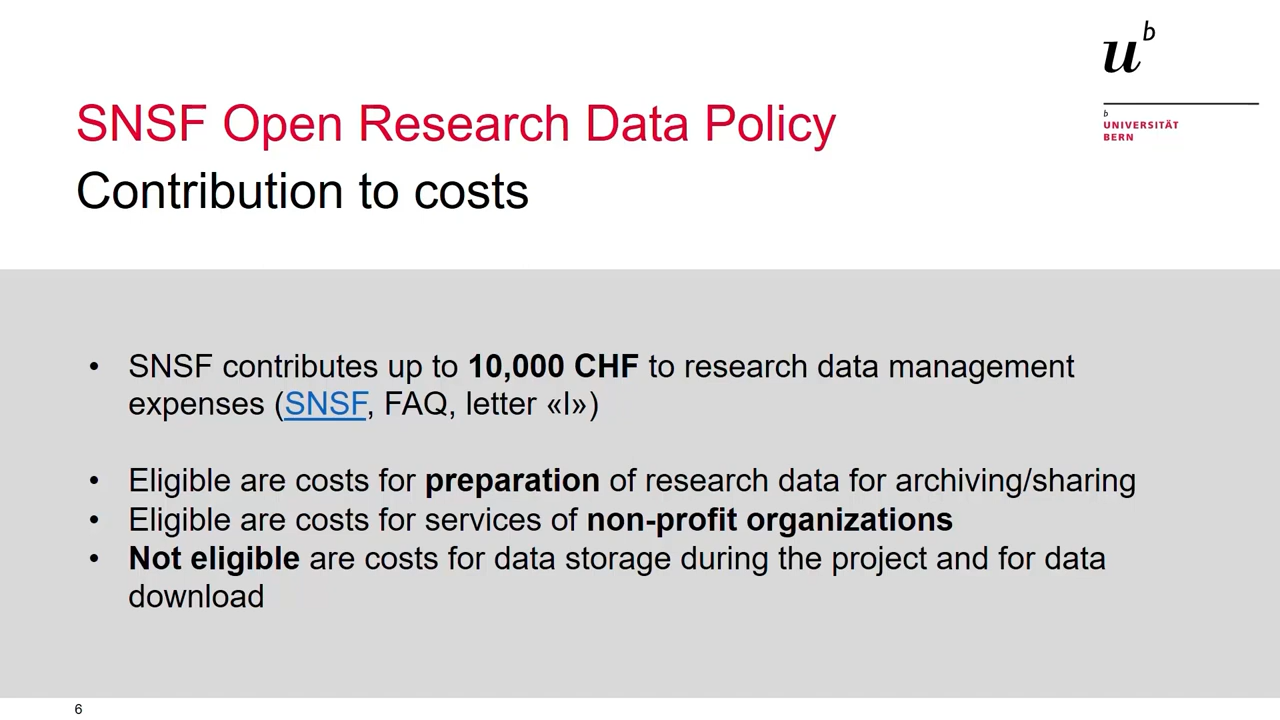 u
b
b
UNIVERSITÄT
BERN
SNSF Open Research Data Policy
Contribution to costs
• SNSF contributes up to 10,000 CHF to research data management
expenses (SNSF, FAQ, letter «l»)
• Eligible are costs for preparation of research data for archiving/sharing
• Eligible are costs for services of non-profit organizations
• Not eligible are costs for data storage during the project and for data
download
6